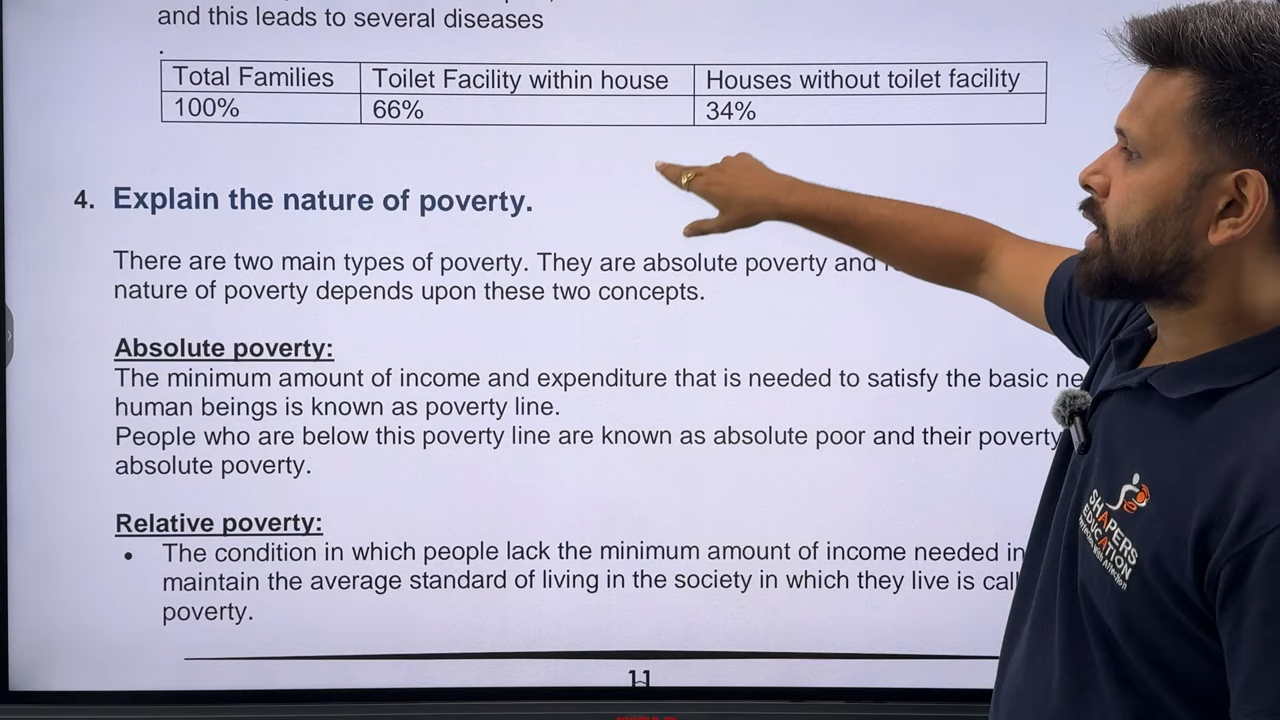 and this leads to several diseases
.
Total Families Toilet Facility within house Houses without toilet facility
100% 66% 34%
4. Explain the nature of poverty.
There are two main types of poverty. They are absolute poverty and
nature of poverty depends upon these two concepts.
Absolute poverty:
The minimum amount of income and expenditure that is needed to satisfy the basic
human beings is known as poverty line.
People who are below this poverty line are known as absolute poor and their poverty
absolute poverty.
Relative poverty:
• The condition in which people lack the minimum amount of income needed in
maintain the average standard of living in the society in which they live is
poverty.
11
SHAPERS
EDUCATION